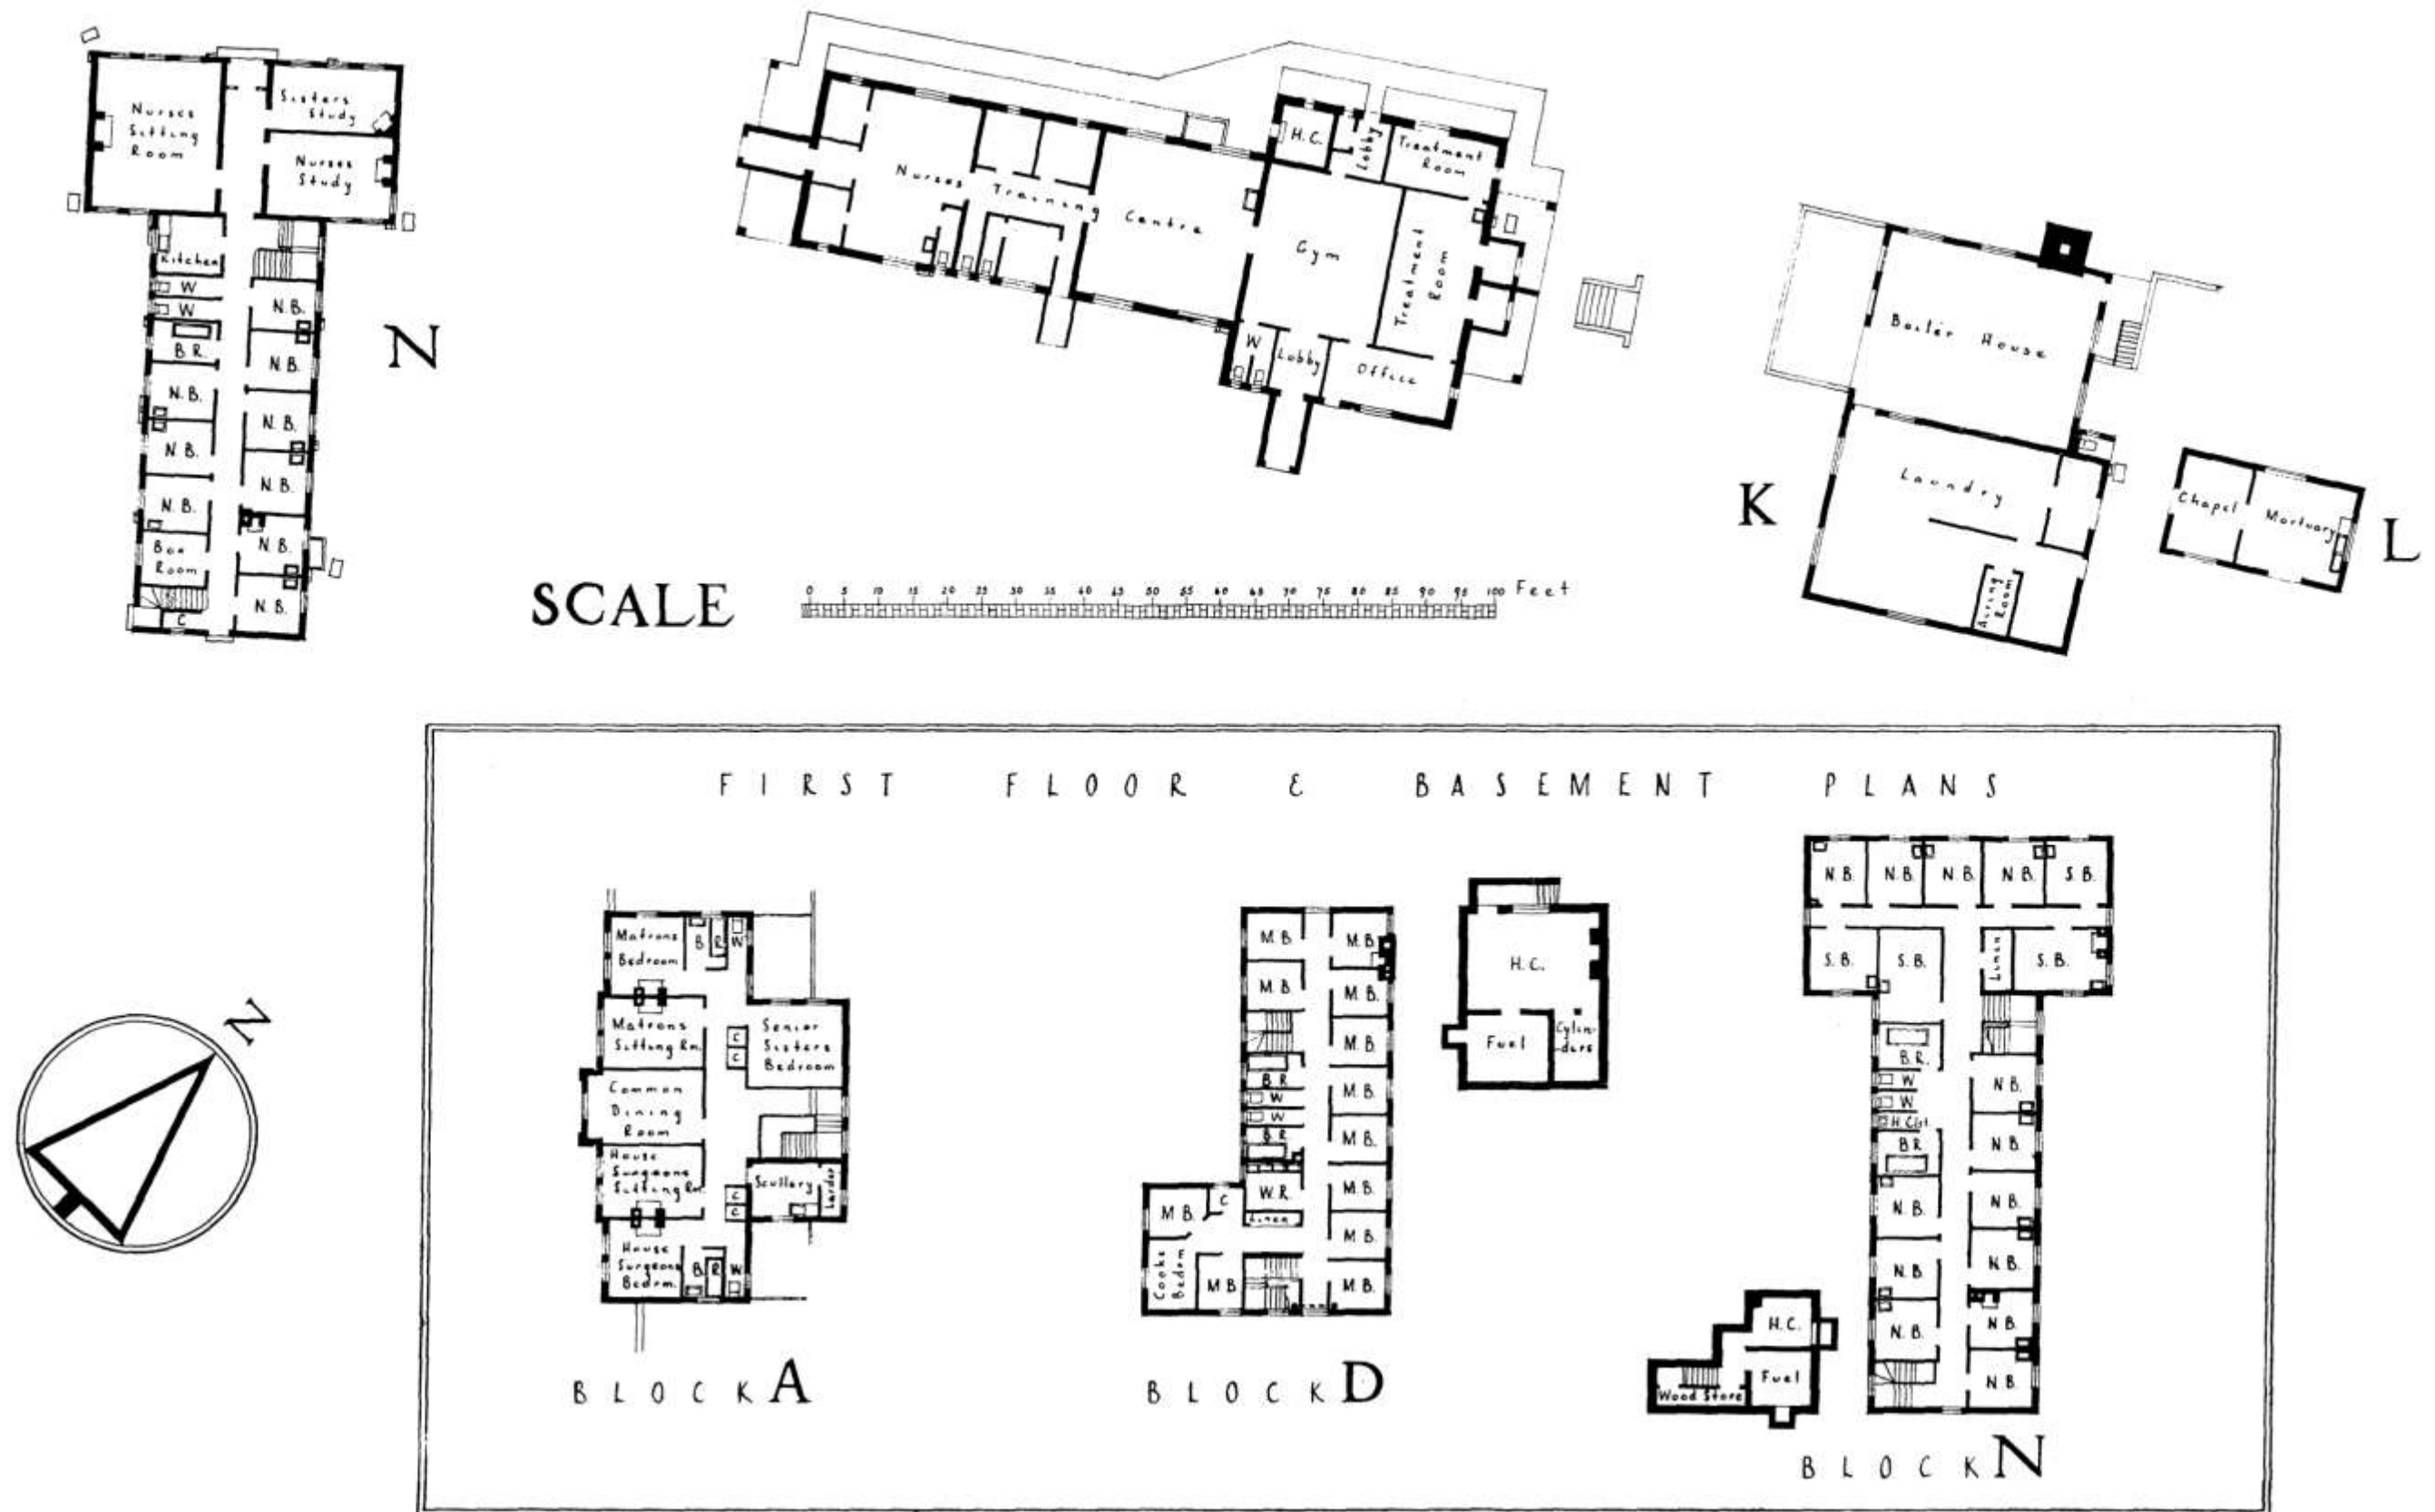 Nurses
Sitting
Room
Sisters
Study
Nurses
Study
Kitchen
W
W
B.R.
N.B.
N.B.
N.B.
Box
Room
C
N.B.
N.B.
N.B.
N.B.
N.B.
N.B.
N
Nurses Training Centre
H.C.
Lobby
Treatment
Room
Gym
Treatment
Room
W
Lobby
Office
Boiler House
Laundry
Airing
Room
K
Chapel
Mortuary
L
SCALE
0 5 10 15 20 25 30 35 40 45 50 55 60 65 70 75 80 85 90 95 100 Feet
N
FIRST FLOOR & BASEMENT PLANS
Matrons
Bedroom
B R W
Matrons
Sitting Rm.
C
C
Senior
Sisters
Bedroom
Common
Dining
Room
House
Surgeons
Sitting Rm.
C
C
Scullery
Larder
House
Surgeons
Bedrm.
B R W
BLOCK A
M.B.
M.B.
B.R.
W
W
B.R.
W.R.
Linen
M.B.
C
Cooks
Bedrm
M.B.
M.B.
M.B.
M.B.
M.B.
M.B.
M.B.
M.B.
M.B.
BLOCK D
H.C.
Fuel
Cylin-
-ders
N.B.
N.B.
N.B.
N.B.
S.B.
S.B.
S.B.
Linen
S.B.
B.R.
W
W
H.Cist.
B.R.
N.B.
N.B.
N.B.
N.B.
N.B.
N.B.
N.B.
N.B.
N.B.
H.C.
Fuel
Wood Store
BLOCK N